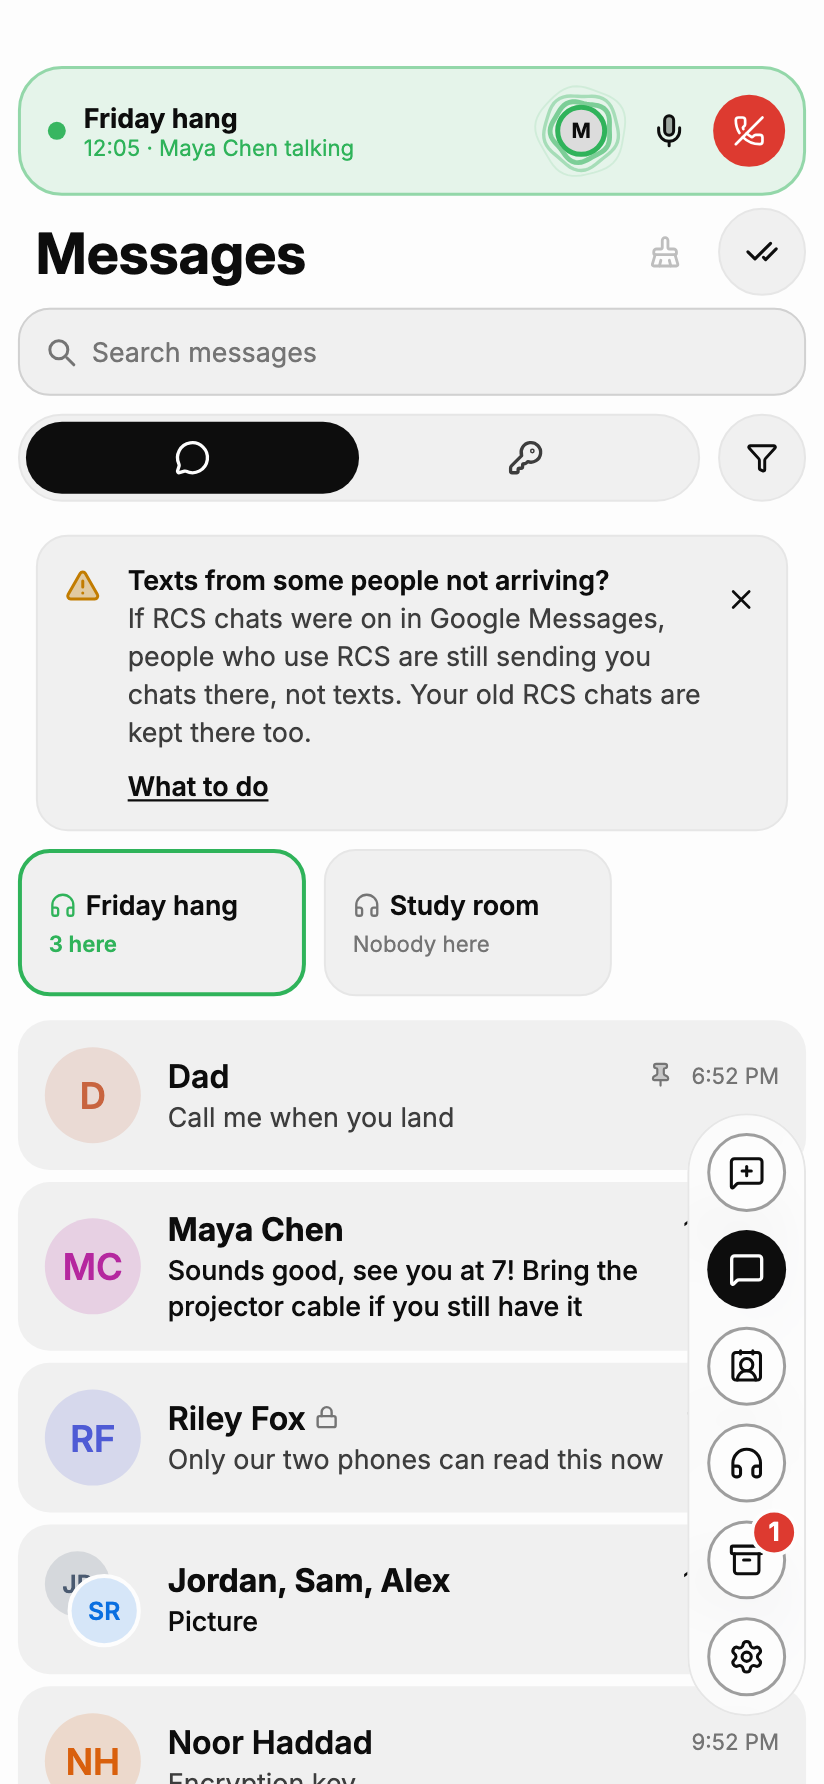 Friday hang
12:05 · Maya Chen talking
M
Messages
Search messages
Texts from some people not arriving?
If RCS chats were on in Google Messages,
people who use RCS are still sending you
chats there, not texts. Your old RCS chats are
kept there too.
What to do
Friday hang
3 here
Study room
Nobody here
D
Dad
6:52 PM
Call me when you land
MC
Maya Chen
Sounds good, see you at 7! Bring the
projector cable if you still have it
RF
Riley Fox
Only our two phones can read this now
SR
Jordan, Sam, Alex
Picture
1
NH
Noor Haddad
9:52 PM
Encryption key